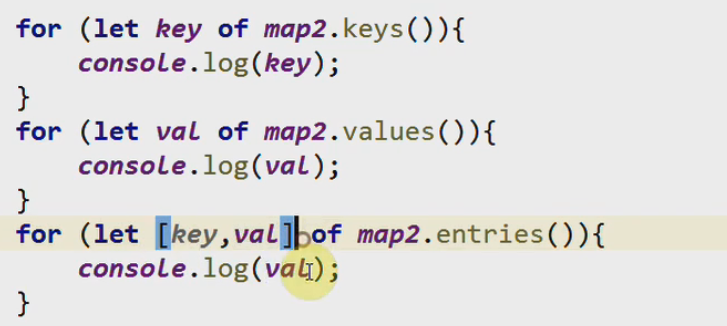 for (let key of map2.keys()){
    console.log(key);
}
for (let val of map2.values()){
    console.log(val);
}
for (let [key,val] of map2.entries()){
    console.log(val);
}